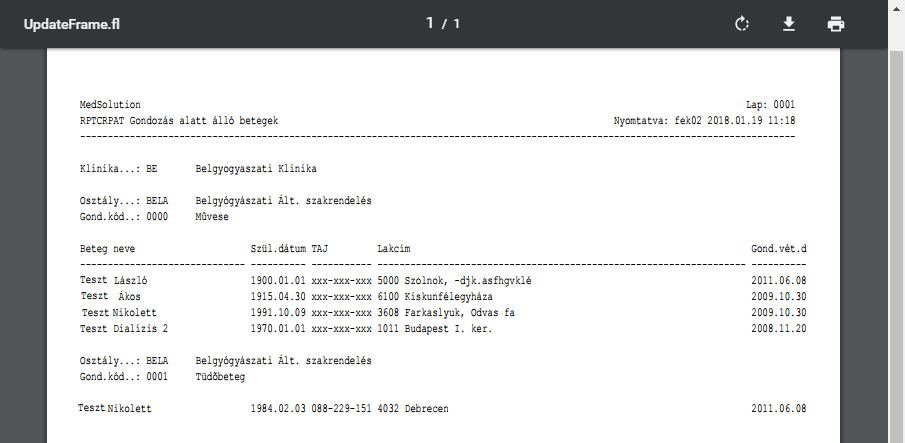 UpdateFrame.fl 1 / 1
MedSolution Lap: 0001
RPTCRPAT Gondozás alatt álló betegek Nyomtatva: fek02 2018.01.19 11:18
Klinika...: BE Belgyogyaszati Klinika
Osztály...: BELA Belgyógyászati Ált. szakrendelés
Gond.kód..: 0000 Mûvese
Beteg neve Szül.dátum TAJ Lakcím Gond.vét.d
Teszt László 1900.01.01 xxx-xxx-xxx 5000 Szolnok, -djk.asfhgvklé 2011.06.08
Teszt Ákos 1915.04.30 xxx-xxx-xxx 6100 Kiskunfélegyháza 2009.10.30
Teszt Nikolett 1991.10.09 xxx-xxx-xxx 3608 Farkaslyuk, Odvas fa 2009.10.30
Teszt Dialízis 2 1970.01.01 xxx-xxx-xxx 1011 Budapest I. ker. 2008.11.20
Osztály...: BELA Belgyógyászati Ált. szakrendelés
Gond.kód..: 0001 Tüdõbeteg
Teszt Nikolett 1984.02.03 088-229-151 4032 Debrecen 2011.06.08